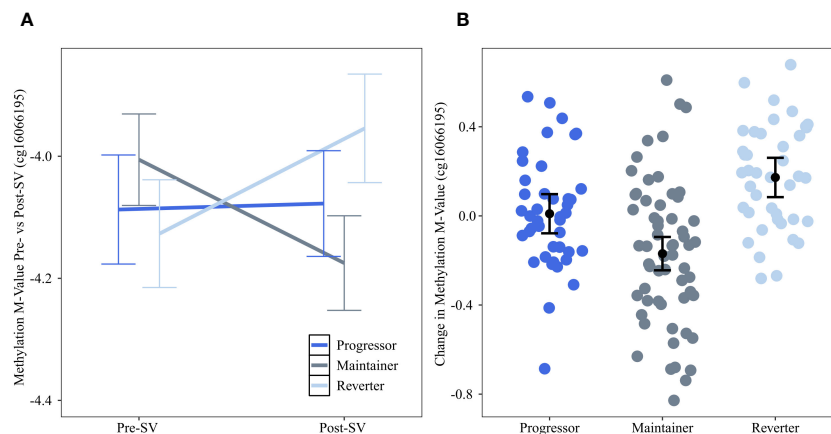 A
B
Methylation M-Value Pre- vs Post-SV (cg16066195)
-4.0
-4.2
-4.4
Progressor
Maintainer
Reverter
Pre-SV
Post-SV
Change in Methylation M-Value (cg16066195)
0.4
0.0
-0.4
-0.8
Progressor
Maintainer
Reverter